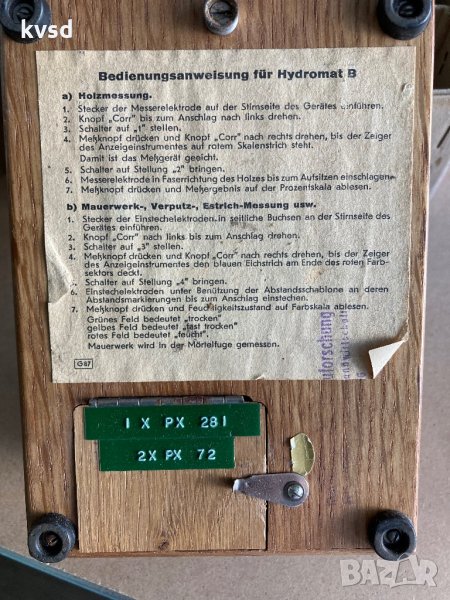 kvsd
Bedienungsanweisung für Hydromat B
a) Holzmessung.
1. Stecker der Messerelektrode auf der Stirnseite des Gerätes einführen.
2. Knopf „Corr" bis zum Anschlag nach links drehen.
3. Schalter auf „1" stellen.
4. Meßknopf drücken und Knopf „Corr" nach rechts drehen, bis der Zeiger
des Anzeigeinstrumentes auf rotem Skalenstrich steht.
Damit ist das Meßgerät geeicht.
5. Schalter auf Stellung „2" bringen.
6. Messerelektrode in Faserrichtung des Holzes bis zum Aufsitzen einschlagen
7. Meßknopf drücken und Meßergebnis auf der Prozentskala ablesen.
b) Mauerwerk-, Verputz-, Estrich-Messung usw.
1. Stecker der Einstechelektroden in seitliche Buchsen an der Stirnseite des
Gerätes einführen.
2. Knopf „Corr" nach links bis zum Anschlag drehen.
3. Schalter auf „3" stellen.
4. Meßknopf drücken und Knopf „Corr" nach rechts drehen, bis der Zeiger
des Anzeigeinstrumentes den blauen Eichstrich am Ende des roten Farb-
sektors deckt.
Schalter auf Stellung „4" bringen.
6. Einstechelektroden unter Benützung der Abstandsschablone an deren
Abstandsmarkierungen bis zum Anschlag einstechen.
7. Meßknopf drücken und Feuchtigkeitszustand auf Farbskala ablesen.
Grünes Feld bedeutet „trocken"
gelbes Feld bedeutet „fast trocken"
rotes Feld bedeutet „feucht".
Mauerwerk wird in der Mörtelfuge gemessen.
G 87
1 X PX 281
2X PX 72
kvsd
bazar.bg